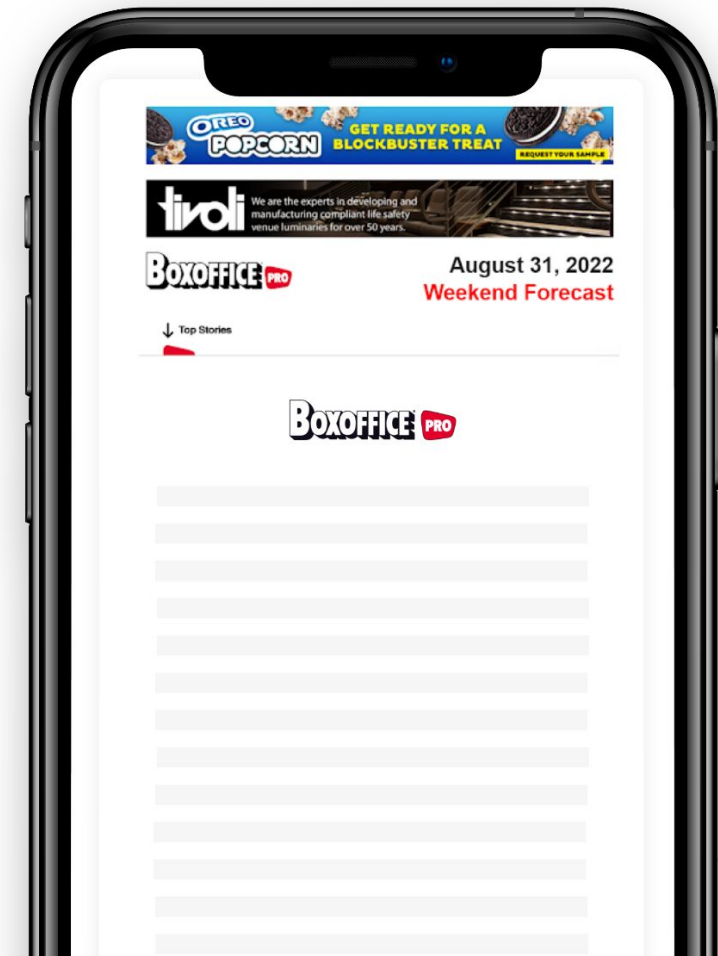 OREO
POPCORN
GET READY FOR A
BLOCKBUSTER TREAT
REQUEST YOUR SAMPLE
tivoli
We are the experts in developing and
manufacturing compliant life safety
venue luminaries for over 50 years.
BOXOFFICE PRO
August 31, 2022
Weekend Forecast
↓ Top Stories
BOXOFFICE PRO